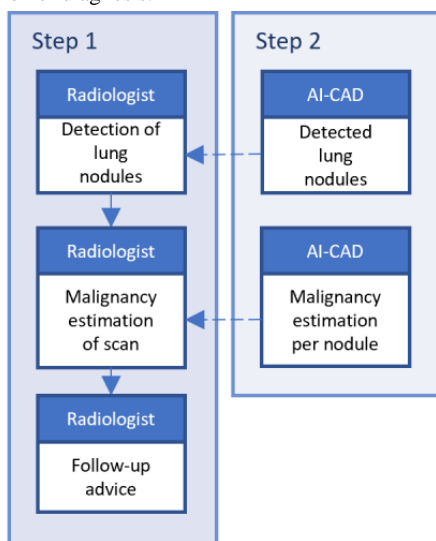 Step 1
Radiologist
Detection of
lung
nodules
Radiologist
Malignancy
estimation
of scan
Radiologist
Follow-up
advice
Step 2
AI-CAD
Detected
lung
nodules
AI-CAD
Malignancy
estimation
per nodule